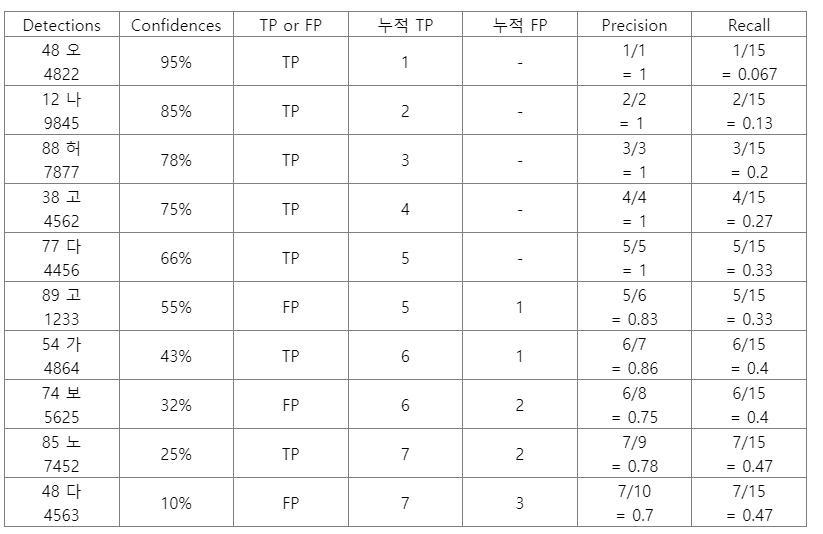 Detections Confidences TP or FP 누적 TP 누적 FP Precision Recall
48 오 1/1 1/15
95% TP 1 -
4822 = 1 = 0.067
12 나 2/2 2/15
85% TP 2 -
9845 = 1 = 0.13
88 허 3/3 3/15
78% TP 3 -
7877 = 1 = 0.2
38 고 4/4 4/15
75% TP 4 -
4562 = 1 = 0.27
77 다 5/5 5/15
66% TP 5 -
4456 = 1 = 0.33
89 고 5/6 5/15
55% FP 5 1
1233 = 0.83 = 0.33
54 가 6/7 6/15
43% TP 6 1
4864 = 0.86 = 0.4
74 보 6/8 6/15
32% FP 6 2
5625 = 0.75 = 0.4
85 노 7/9 7/15
25% TP 7 2
7452 = 0.78 = 0.47
48 다 7/10 7/15
10% FP 7 3
4563 = 0.7 = 0.47